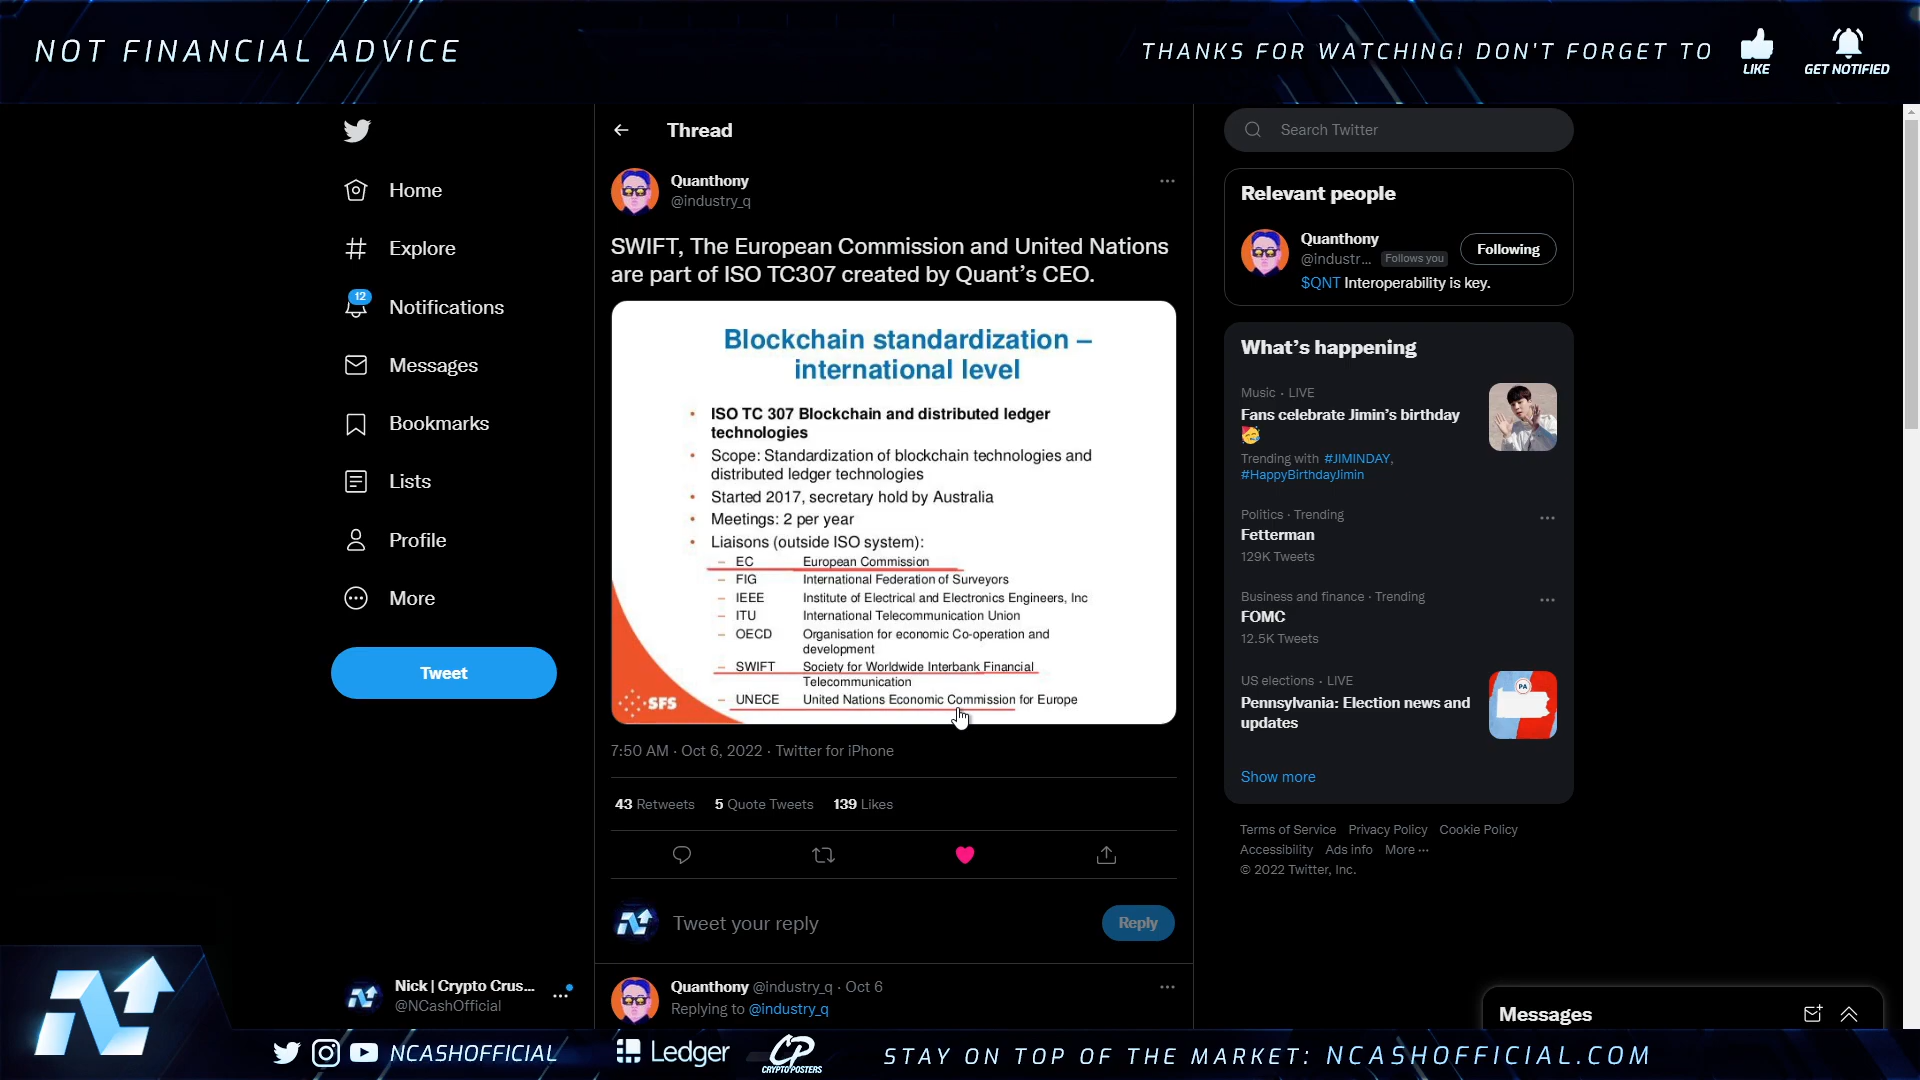 NOT FINANCIAL ADVICE
THANKS FOR WATCHING! DON'T FORGET TO
LIKE
GET NOTIFIED
Home
Explore
12
Notifications
Messages
Bookmarks
Lists
Profile
More
Tweet
Nick | Crypto Crus...
@NCashOfficial
Thread
Quanthony
@industry_q
SWIFT, The European Commission and United Nations
are part of ISO TC307 created by Quant's CEO.
Blockchain standardization –
international level
• ISO TC 307 Blockchain and distributed ledger
technologies
• Scope: Standardization of blockchain technologies and
distributed ledger technologies
• Started 2017, secretary hold by Australia
• Meetings: 2 per year
• Liaisons (outside ISO system):
– EC European Commission
– FIG International Federation of Surveyors
– IEEE Institute of Electrical and Electronics Engineers, Inc
– ITU International Telecommunication Union
– OECD Organisation for economic Co-operation and
development
– SWIFT Society for Worldwide Interbank Financial
Telecommunication
– UNECE United Nations Economic Commission for Europe
SFS
7:50 AM · Oct 6, 2022 · Twitter for iPhone
43 Retweets 5 Quote Tweets 139 Likes
Tweet your reply
Reply
Quanthony @industry_q · Oct 6
Replying to @industry_q
Search Twitter
Relevant people
Quanthony
@industr... Follows you
Following
$QNT Interoperability is key.
What's happening
Music · LIVE
Fans celebrate Jimin's birthday
🥳
Trending with #JIMINDAY,
#HappyBirthdayJimin
Politics · Trending
Fetterman
129K Tweets
Business and finance · Trending
FOMC
12.5K Tweets
US elections · LIVE
Pennsylvania: Election news and
updates
PA
Show more
Terms of Service Privacy Policy Cookie Policy
Accessibility Ads info More ···
© 2022 Twitter, Inc.
Messages
NCASHOFFICIAL
Ledger
CP
CRYPTOPOSTERS
STAY ON TOP OF THE MARKET: NCASHOFFICIAL.COM